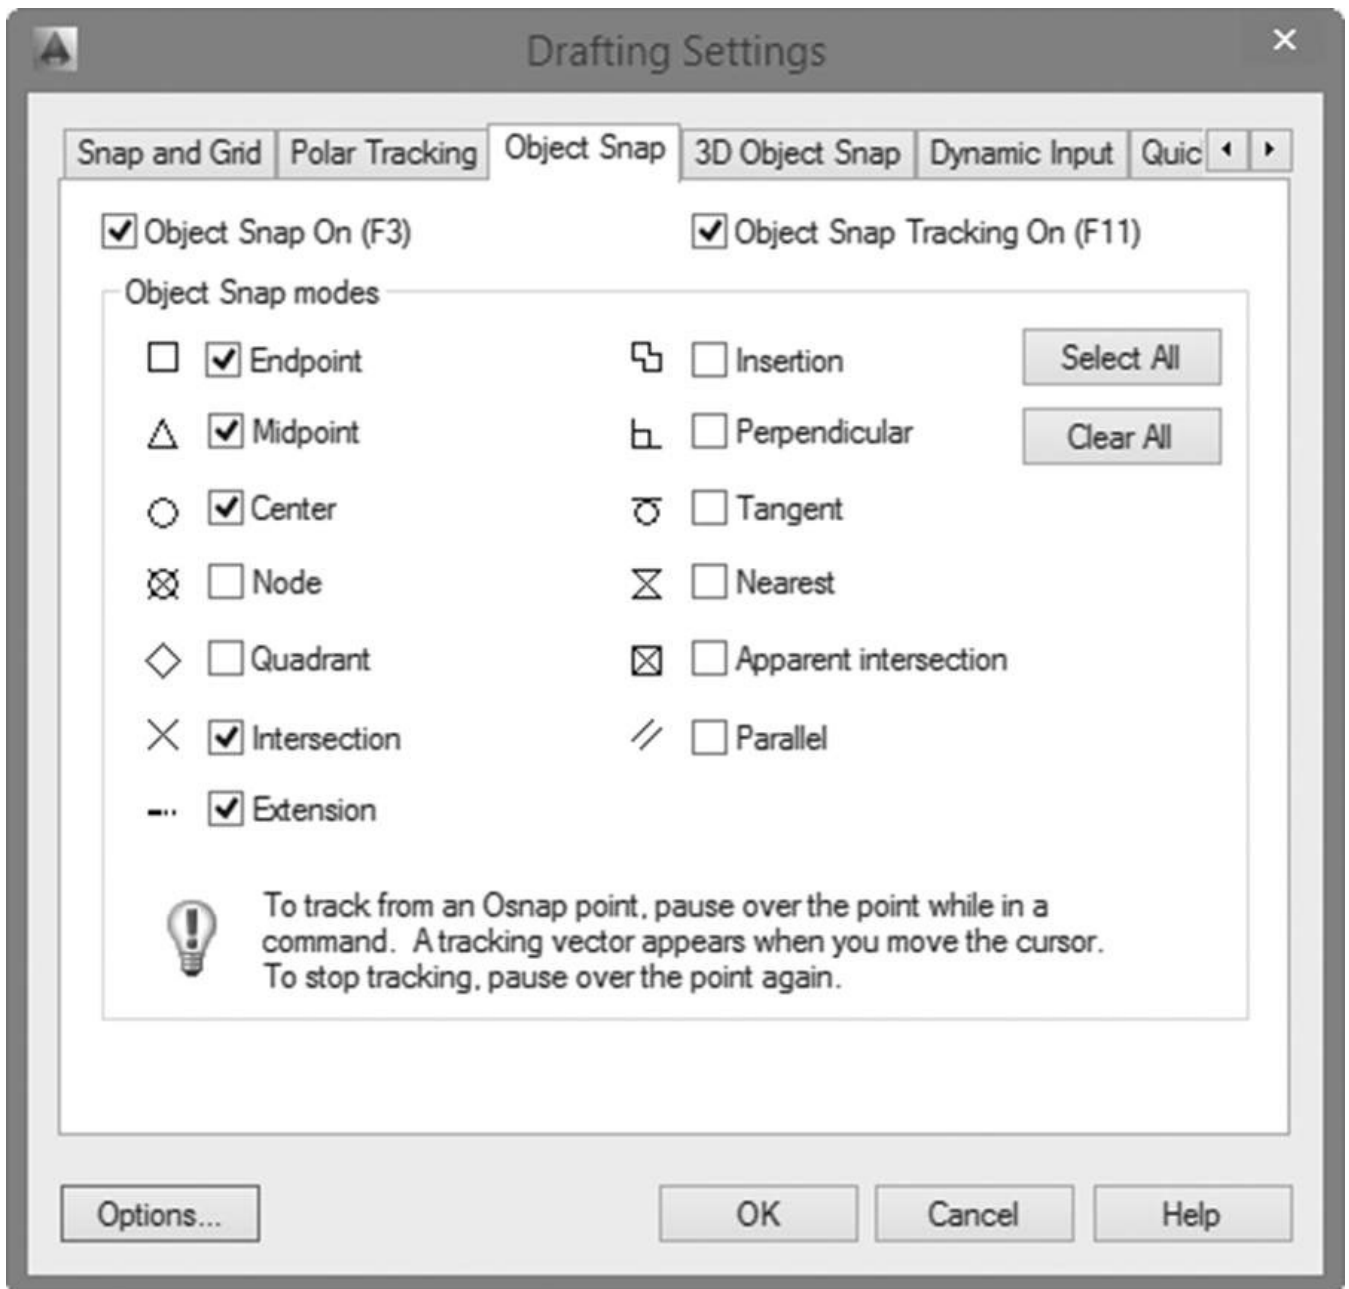 Drafting Settings
Snap and Grid Polar Tracking Object Snap 3D Object Snap Dynamic Input Quic
Object Snap On (F3) Object Snap Tracking On (F11)
Object Snap modes
Endpoint Insertion Select All
Midpoint Perpendicular Clear All
Center Tangent
Node Nearest
Quadrant Apparent intersection
Intersection Parallel
Extension
To track from an Osnap point, pause over the point while in a
command. A tracking vector appears when you move the cursor.
To stop tracking, pause over the point again.
Options... OK Cancel Help